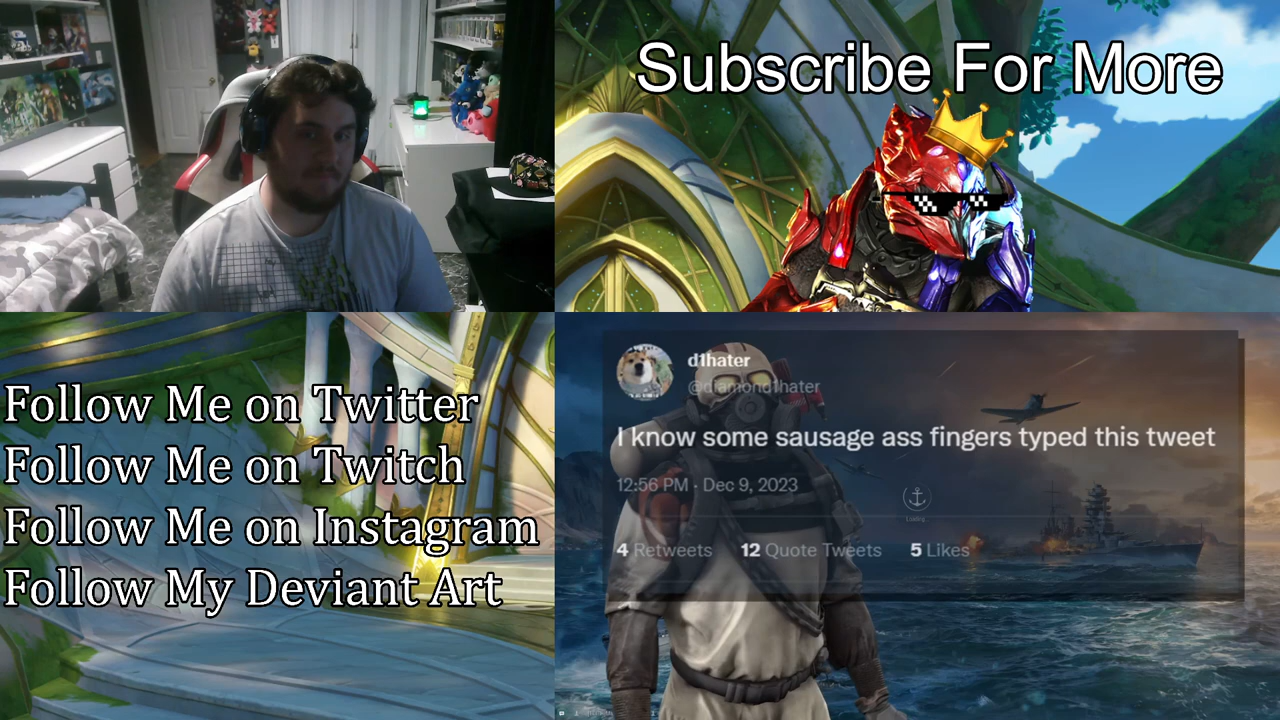 Subscribe For More
Follow Me on Twitter
Follow Me on Twitch
Follow Me on Instagram
Follow My Deviant Art
d1hater
@diamond1hater
I know some sausage ass fingers typed this tweet
12:56 PM · Dec 9, 2023
4 Retweets 12 Quote Tweets 5 Likes